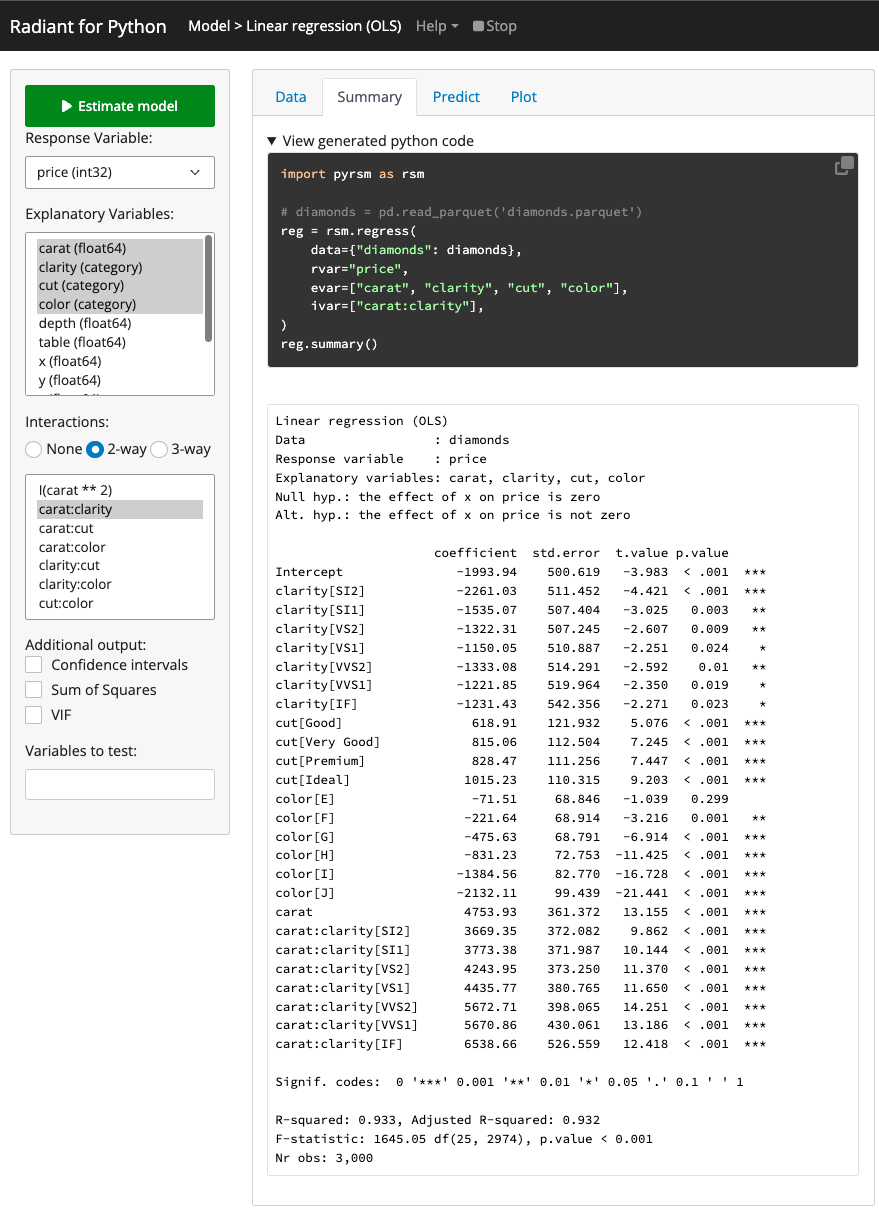 Radiant for Python Model > Linear regression (OLS) Help Stop
Estimate model
Response Variable:
price (int32)
Explanatory Variables:
carat (float64)
clarity (category)
cut (category)
color (category)
depth (float64)
table (float64)
x (float64)
y (float64)
Interactions:
None 2-way 3-way
I(carat ** 2)
carat:clarity
carat:cut
carat:color
clarity:cut
clarity:color
cut:color
Additional output:
Confidence intervals
Sum of Squares
VIF
Variables to test:
Data Summary Predict Plot
▼ View generated python code
import pyrsm as rsm
# diamonds = pd.read_parquet('diamonds.parquet')
reg = rsm.regress(
    data={"diamonds": diamonds},
    rvar="price",
    evar=["carat", "clarity", "cut", "color"],
    ivar=["carat:clarity"],
)
reg.summary()
Linear regression (OLS)
Data                 : diamonds
Response variable    : price
Explanatory variables: carat, clarity, cut, color
Null hyp.: the effect of x on price is zero
Alt. hyp.: the effect of x on price is not zero
                     coefficient  std.error  t.value p.value
Intercept               -1993.94    500.619   -3.983  < .001  ***
clarity[SI2]            -2261.03    511.452   -4.421  < .001  ***
clarity[SI1]            -1535.07    507.404   -3.025   0.003   **
clarity[VS2]            -1322.31    507.245   -2.607   0.009   **
clarity[VS1]            -1150.05    510.887   -2.251   0.024    *
clarity[VVS2]           -1333.08    514.291   -2.592    0.01   **
clarity[VVS1]           -1221.85    519.964   -2.350   0.019    *
clarity[IF]             -1231.43    542.356   -2.271   0.023    *
cut[Good]                 618.91    121.932    5.076  < .001  ***
cut[Very Good]            815.06    112.504    7.245  < .001  ***
cut[Premium]              828.47    111.256    7.447  < .001  ***
cut[Ideal]               1015.23    110.315    9.203  < .001  ***
color[E]                  -71.51     68.846   -1.039   0.299
color[F]                 -221.64     68.914   -3.216   0.001   **
color[G]                 -475.63     68.791   -6.914  < .001  ***
color[H]                 -831.23     72.753  -11.425  < .001  ***
color[I]                -1384.56     82.770  -16.728  < .001  ***
color[J]                -2132.11     99.439  -21.441  < .001  ***
carat                    4753.93    361.372   13.155  < .001  ***
carat:clarity[SI2]       3669.35    372.082    9.862  < .001  ***
carat:clarity[SI1]       3773.38    371.987   10.144  < .001  ***
carat:clarity[VS2]       4243.95    373.250   11.370  < .001  ***
carat:clarity[VS1]       4435.77    380.765   11.650  < .001  ***
carat:clarity[VVS2]      5672.71    398.065   14.251  < .001  ***
carat:clarity[VVS1]      5670.86    430.061   13.186  < .001  ***
carat:clarity[IF]        6538.66    526.559   12.418  < .001  ***
Signif. codes:  0 '***' 0.001 '**' 0.01 '*' 0.05 '.' 0.1 ' ' 1
R-squared: 0.933, Adjusted R-squared: 0.932
F-statistic: 1645.05 df(25, 2974), p.value < 0.001
Nr obs: 3,000